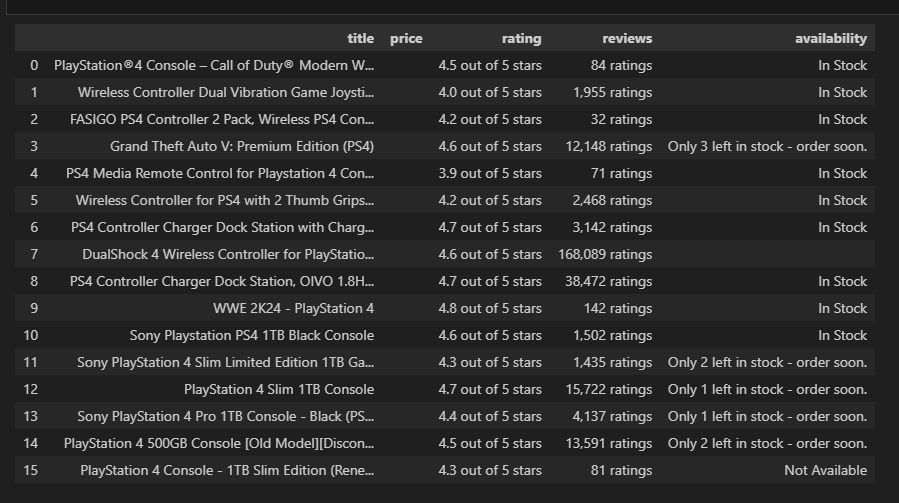 title price rating reviews availability
0 PlayStation®4 Console – Call of Duty® Modern W... 4.5 out of 5 stars 84 ratings In Stock
1 Wireless Controller Dual Vibration Game Joysti... 4.0 out of 5 stars 1,955 ratings In Stock
2 FASIGO PS4 Controller 2 Pack, Wireless PS4 Con... 4.2 out of 5 stars 32 ratings In Stock
3 Grand Theft Auto V: Premium Edition (PS4) 4.6 out of 5 stars 12,148 ratings Only 3 left in stock - order soon.
4 PS4 Media Remote Control for Playstation 4 Con... 3.9 out of 5 stars 71 ratings In Stock
5 Wireless Controller for PS4 with 2 Thumb Grips... 4.2 out of 5 stars 2,468 ratings In Stock
6 PS4 Controller Charger Dock Station with Charg... 4.7 out of 5 stars 3,142 ratings In Stock
7 DualShock 4 Wireless Controller for PlayStatio... 4.6 out of 5 stars 168,089 ratings
8 PS4 Controller Charger Dock Station, OIVO 1.8H... 4.7 out of 5 stars 38,472 ratings In Stock
9 WWE 2K24 - PlayStation 4 4.8 out of 5 stars 142 ratings In Stock
10 Sony Playstation PS4 1TB Black Console 4.6 out of 5 stars 1,502 ratings In Stock
11 Sony PlayStation 4 Slim Limited Edition 1TB Ga... 4.3 out of 5 stars 1,435 ratings Only 2 left in stock - order soon.
12 PlayStation 4 Slim 1TB Console 4.7 out of 5 stars 15,722 ratings Only 1 left in stock - order soon.
13 Sony PlayStation 4 Pro 1TB Console - Black (PS... 4.4 out of 5 stars 4,137 ratings Only 1 left in stock - order soon.
14 PlayStation 4 500GB Console [Old Model][Discon... 4.5 out of 5 stars 13,591 ratings Only 2 left in stock - order soon.
15 PlayStation 4 Console - 1TB Slim Edition (Rene... 4.3 out of 5 stars 81 ratings Not Available